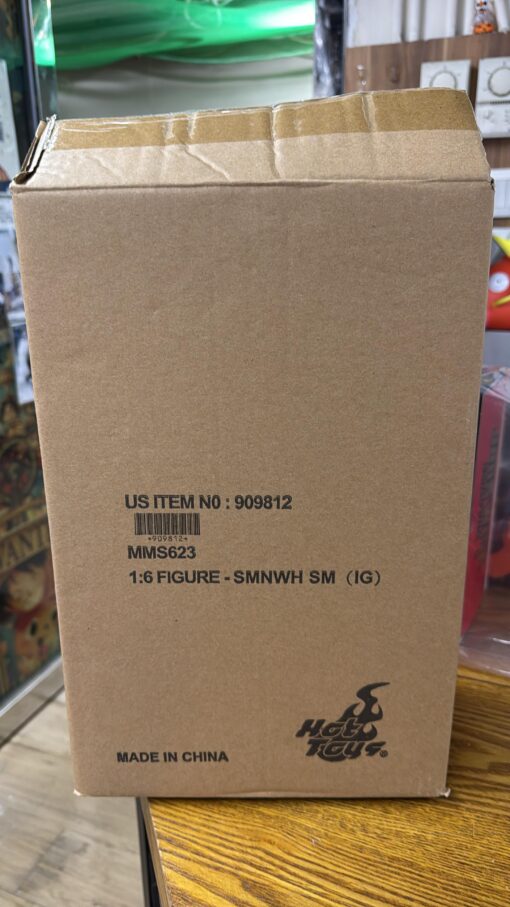 US ITEM N0 : 909812
*909812*
MMS623
1:6 FIGURE - SMNWH SM （IG）
Hot
Toys®
MADE IN CHINA